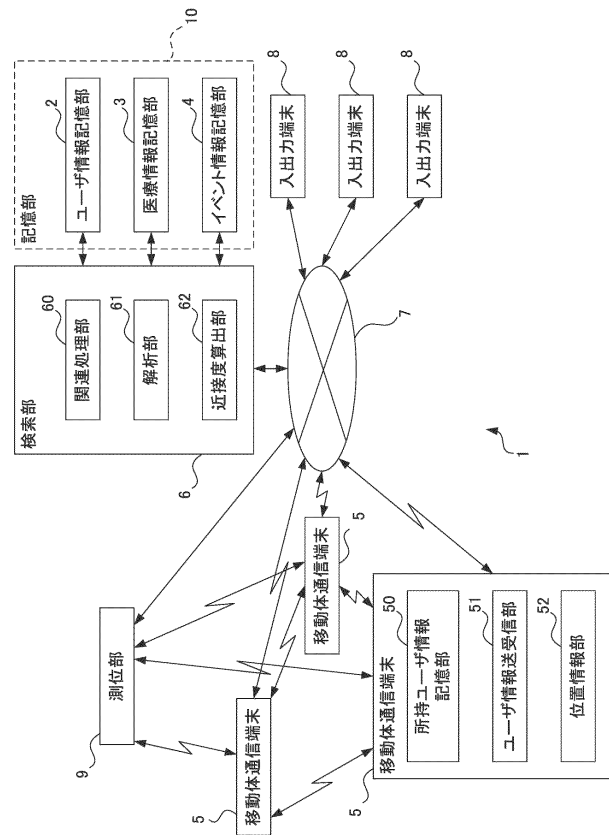 記憶部
10
ユーザ情報記憶部
2
医療情報記憶部
3
イベント情報記憶部
4
検索部
関連処理部
60
解析部
61
近接度算出部
62
6
入出力端末
8
入出力端末
8
入出力端末
8
7
1
測位部
9
移動体通信端末
5
移動体通信端末
5
移動体通信端末
5
所持ユーザ情報
記憶部
50
ユーザ情報送受信部
51
位置情報部
52